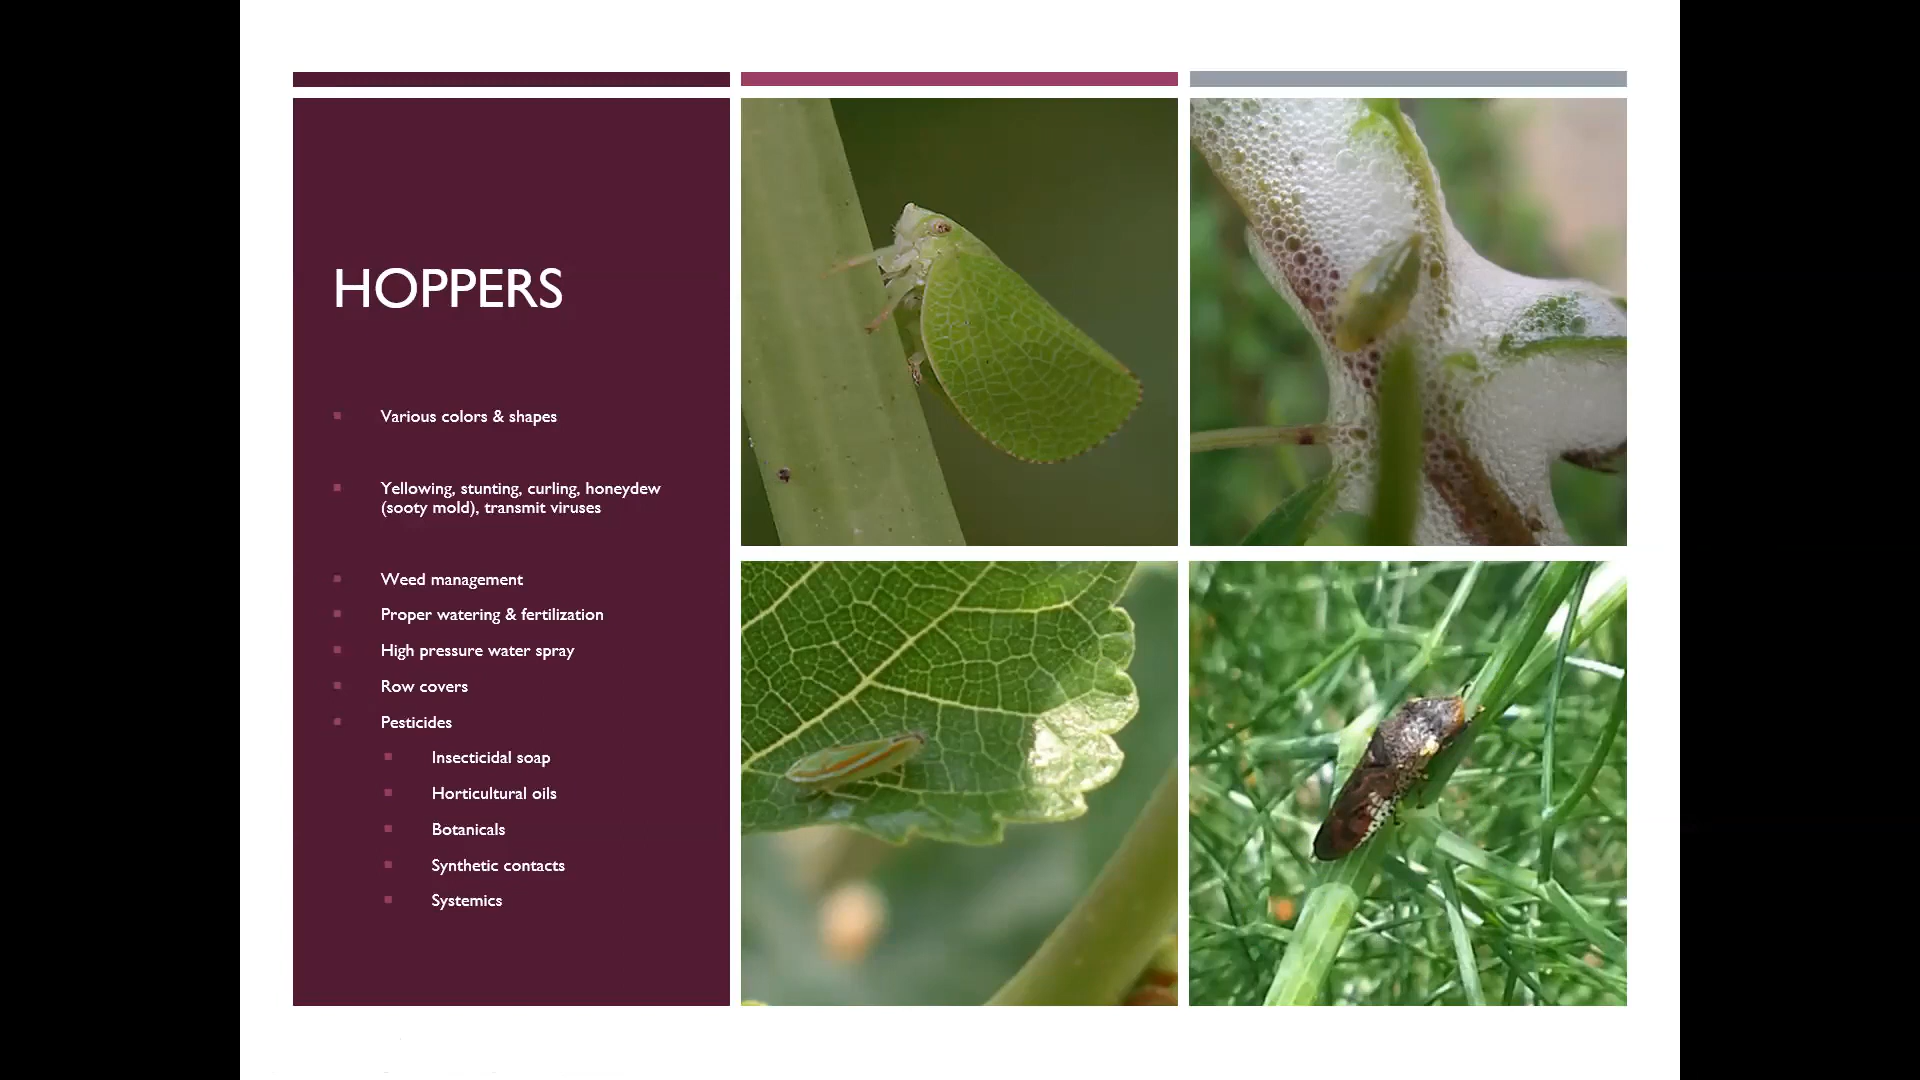 HOPPERS
Various colors & shapes
Yellowing, stunting, curling, honeydew
(sooty mold), transmit viruses
Weed management
Proper watering & fertilization
High pressure water spray
Row covers
Pesticides
Insecticidal soap
Horticultural oils
Botanicals
Synthetic contacts
Systemics